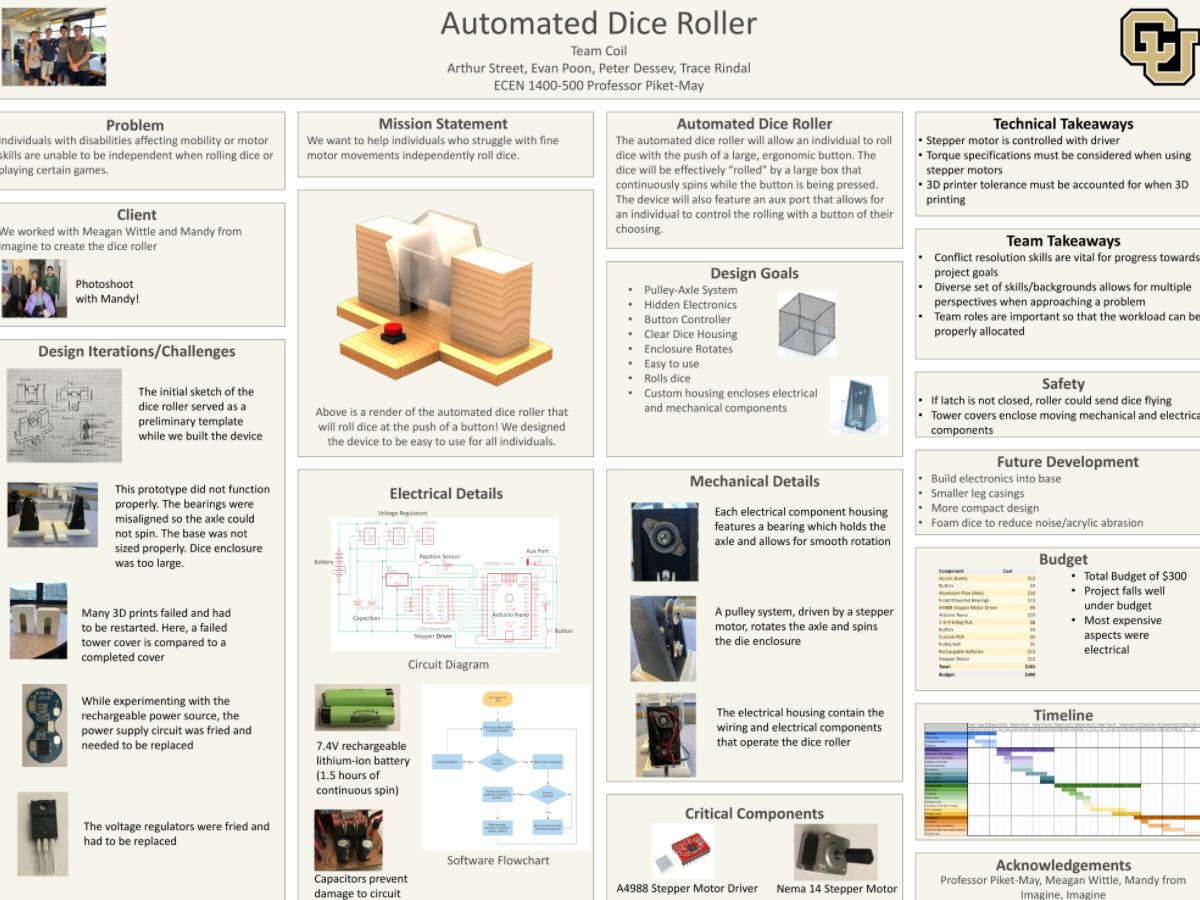 Automated Dice Roller
Team Coil
Arthur Street, Evan Poon, Peter Dessev, Trace Rindal
ECEN 1400-500 Professor Piket-May
CU
Problem
Individuals with disabilities affecting mobility or motor
skills are unable to be independent when rolling dice or
playing certain games.
Client
We worked with Meagan Wittle and Mandy from
Imagine to create the dice roller
Photoshoot
with Mandy!
Design Iterations/Challenges
The initial sketch of the
dice roller served as a
preliminary template
while we built the device
This prototype did not function
properly. The bearings were
misaligned so the axle could
not spin. The base was not
sized properly. Dice enclosure
was too large.
Many 3D prints failed and had
to be restarted. Here, a failed
tower cover is compared to a
completed cover
While experimenting with the
rechargeable power source, the
power supply circuit was fried and
needed to be replaced
The voltage regulators were fried and
had to be replaced
Mission Statement
We want to help individuals who struggle with fine
motor movements independently roll dice.
Above is a render of the automated dice roller that
will roll dice at the push of a button! We designed
the device to be easy to use for all individuals.
Electrical Details
Voltage Regulators
Battery
Position Sensor
Aux Port
Capacitors
Stepper Driver
Arduino Nano
Button
Circuit Diagram
7.4V rechargeable
lithium-ion battery
(1.5 hours of
continuous spin)
Capacitors prevent
damage to circuit
Software Flowchart
Automated Dice Roller
The automated dice roller will allow an individual to roll
dice with the push of a large, ergonomic button. The
dice will be effectively “rolled” by a large box that
continuously spins while the button is being pressed.
The device will also feature an aux port that allows for
an individual to control the rolling with a button of their
choosing.
Design Goals
• Pulley-Axle System
• Hidden Electronics
• Button Controller
• Clear Dice Housing
• Enclosure Rotates
• Easy to use
• Rolls dice
• Custom housing encloses electrical
and mechanical components
Mechanical Details
Each electrical component housing
features a bearing which holds the
axle and allows for smooth rotation
A pulley system, driven by a stepper
motor, rotates the axle and spins
the die enclosure
The electrical housing contain the
wiring and electrical components
that operate the dice roller
Critical Components
A4988 Stepper Motor Driver
Nema 14 Stepper Motor
Technical Takeaways
• Stepper motor is controlled with driver
• Torque specifications must be considered when using
stepper motors
• 3D printer tolerance must be accounted for when 3D
printing
Team Takeaways
• Conflict resolution skills are vital for progress towards
project goals
• Diverse set of skills/backgrounds allows for multiple
perspectives when approaching a problem
• Team roles are important so that the workload can be
properly allocated
Safety
• If latch is not closed, roller could send dice flying
• Tower covers enclose moving mechanical and electrica
components
Future Development
• Build electronics into base
• Smaller leg casings
• More compact design
• Foam dice to reduce noise/acrylic abrasion
Budget
Component Cost
Acrylic Sheets $12
Button $4
Aluminum Pipe (Axle)
Front Mounted Bearings $13
A4988 Stepper Motor Driver $5
Arduino Nano
3-D Printing PLA
Button $4
Custom PCB $5
Pulley Belt
Rechargeable Batteries $13
Stepper Motor $12
Total:
Budget: $300
• Total Budget of $300
• Project falls well
under budget
• Most expensive
aspects were
electrical
Timeline
Acknowledgements
Professor Piket-May, Meagan Wittle, Mandy from
Imagine, Imagine